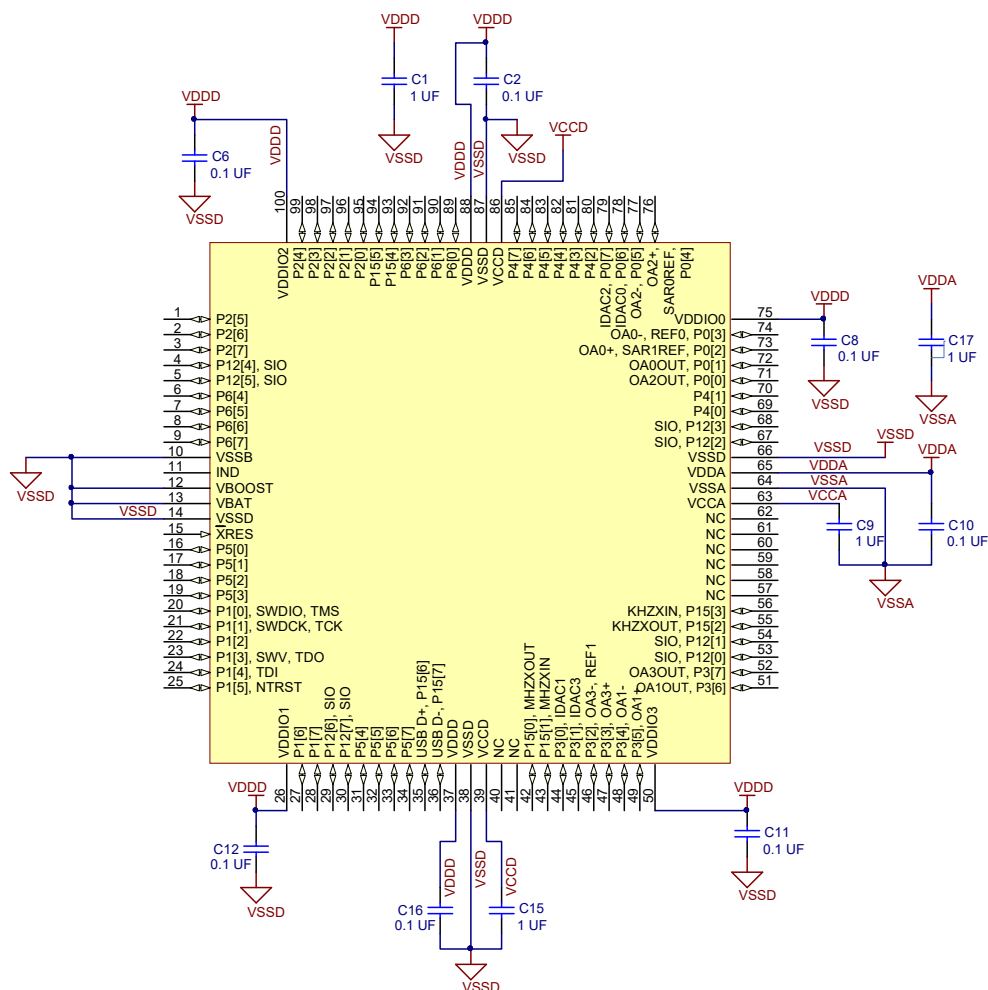 VDDD
VDDD
C1
1 UF
C2
0.1 UF
VDDD
C6
0.1 UF
VDDD
VSSD
VDDD
VSSD
VSSD
VSSD
VCCD
100
99
98
97
96
95
94
93
92
91
90
89
88
87
86
85
84
83
82
81
80
79
78
77
76
VDDIO2
P2[4]
P2[3]
P2[2]
P2[1]
P2[0]
P15[5]
P15[4]
P6[3]
P6[2]
P6[1]
P6[0]
VDDD
VSSD
VCCD
P4[7]
P4[6]
P4[5]
P4[4]
P4[3]
P4[2]
IDAC2, P0[7]
IDAC0, P0[6]
OA2-, P0[5]
OA2+,
SAR0REF,
P0[4]
1 P2[5]
2 P2[6]
3 P2[7]
4 P12[4], SIO
5 P12[5], SIO
6 P6[4]
7 P6[5]
8 P6[6]
9 P6[7]
10 VSSB
11 IND
12 VBOOST
13 VBAT
14 VSSD
15 XRES
16 P5[0]
17 P5[1]
18 P5[2]
19 P5[3]
20 P1[0], SWDIO, TMS
21 P1[1], SWDCK, TCK
22 P1[2]
23 P1[3], SWV, TDO
24 P1[4], TDI
25 P1[5], NTRST
VSSD
VSSD
VDDIO0 75
OA0-, REF0, P0[3] 74
OA0+, SAR1REF, P0[2] 73
OA0OUT, P0[1] 72
OA2OUT, P0[0] 71
P4[1] 70
P4[0] 69
SIO, P12[3] 68
SIO, P12[2] 67
VSSD 66
VDDA 65
VSSA 64
VCCA 63
NC 62
NC 61
NC 60
NC 59
NC 58
NC 57
KHZXIN, P15[3] 56
KHZXOUT, P15[2] 55
SIO, P12[1] 54
SIO, P12[0] 53
OA3OUT, P3[7] 52
OA1OUT, P3[6] 51
VDDD
C8
0.1 UF
VSSD
VDDA
C17
1 UF
VSSA
VSSD
VSSD
VDDA
VDDA
VSSA
VCCA
C9
1 UF
C10
0.1 UF
VSSA
VDDIO1
P1[6]
P1[7]
P12[6], SIO
P12[7], SIO
P5[4]
P5[5]
P5[6]
P5[7]
USB D+, P15[6]
USB D-, P15[7]
VDDD
VSSD
VCCD
NC
NC
P15[0], MHZXOUT
P15[1], MHZXIN
P3[0], IDAC1
P3[1], IDAC3
P3[2], OA3-, REF1
P3[3], OA3+
P3[4], OA1-
P3[5], OA1+
VDDIO3
26
27
28
29
30
31
32
33
34
35
36
37
38
39
40
41
42
43
44
45
46
47
48
49
50
VDDD
C12
0.1 UF
VSSD
VDDD
VSSD
VCCD
C16
0.1 UF
C15
1 UF
VSSD
VDDD
C11
0.1 UF
VSSD